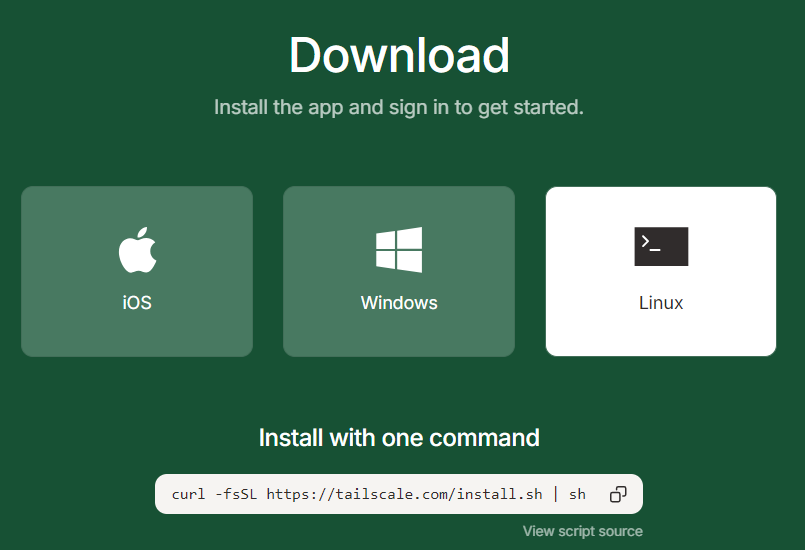 Download
Install the app and sign in to get started.
iOS
Windows
Linux
Install with one command
curl -fsSL https://tailscale.com/install.sh | sh
View script source